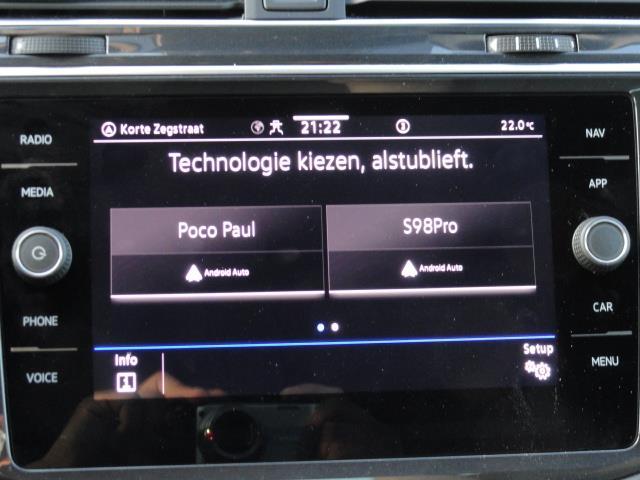 RADIO
MEDIA
PHONE
VOICE
Korte Zegstraat 21:22 22.0°C
Technologie kiezen, alstublieft.
Poco Paul
Android Auto
S98Pro
Android Auto
Info
Setup
NAV
APP
CAR
MENU